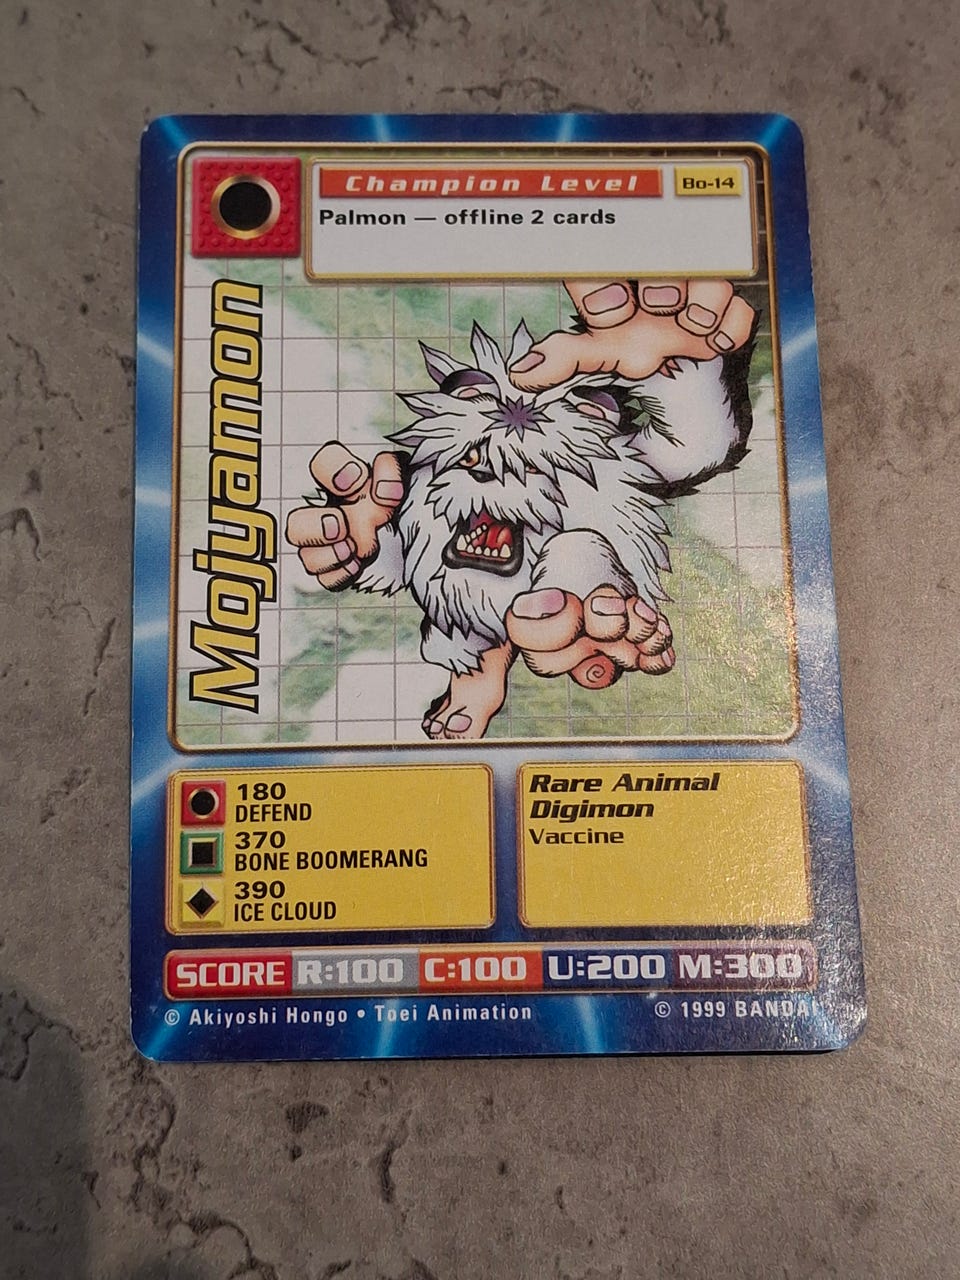 Champion Level
Bo-14
Palmon — offline 2 cards
Mojyamon
180
DEFEND
370
BONE BOOMERANG
390
ICE CLOUD
Rare Animal
Digimon
Vaccine
SCORE R:100 C:100 U:200 M:300
© Akiyoshi Hongo • Toei Animation
© 1999 BANDAI